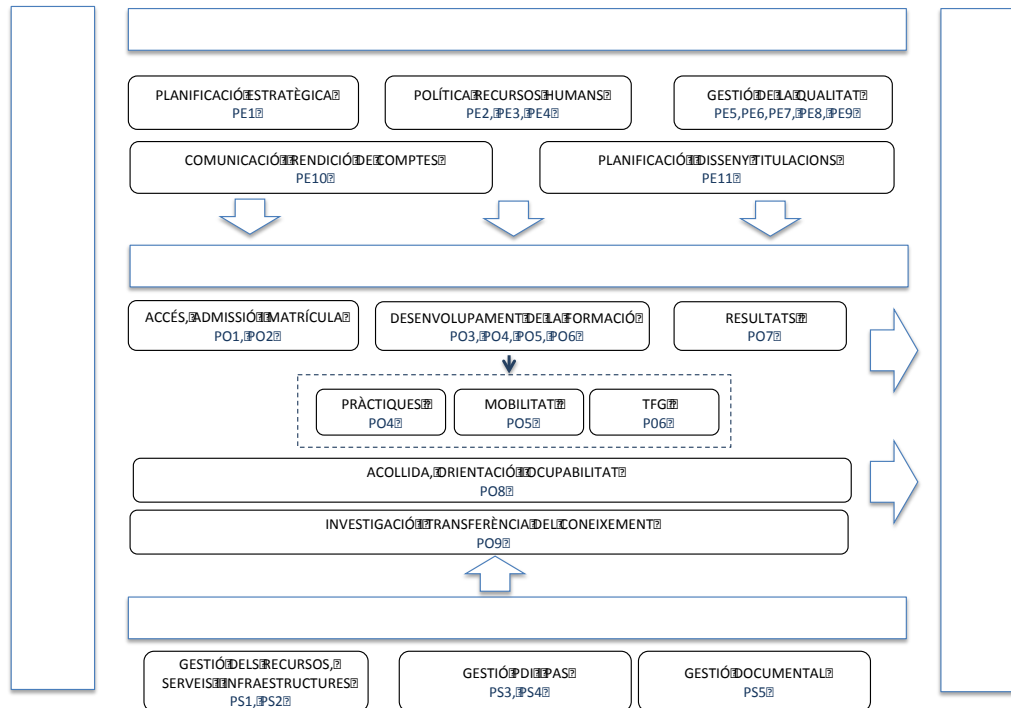 PLANIFICACIÓ ESTRATÈGICA
PE1
POLÍTICA RECURSOS HUMANS
PE2, PE3, PE4
GESTIÓ DE LA QUALITAT
PE5,PE6,PE7, PE8, PE9
COMUNICACIÓ I RENDICIÓ DE COMPTES
PE10
PLANIFICACIÓ I DISSENY TITULACIONS
PE11
ACCÉS, ADMISSIÓ I MATRÍCULA
PO1, PO2
DESENVOLUPAMENT DE LA FORMACIÓ
PO3, PO4, PO5, PO6
RESULTATS
PO7
PRÀCTIQUES
PO4
MOBILITAT
PO5
TFG
P06
ACOLLIDA, ORIENTACIÓ I OCUPABILITAT
PO8
INVESTIGACIÓ I TRANSFERÈNCIA DEL CONEIXEMENT
PO9
GESTIÓ DELS RECURSOS,
SERVEIS I INFRAESTRUCTURES
PS1, PS2
GESTIÓ PDI I PAS
PS3, PS4
GESTIÓ DOCUMENTAL
PS5